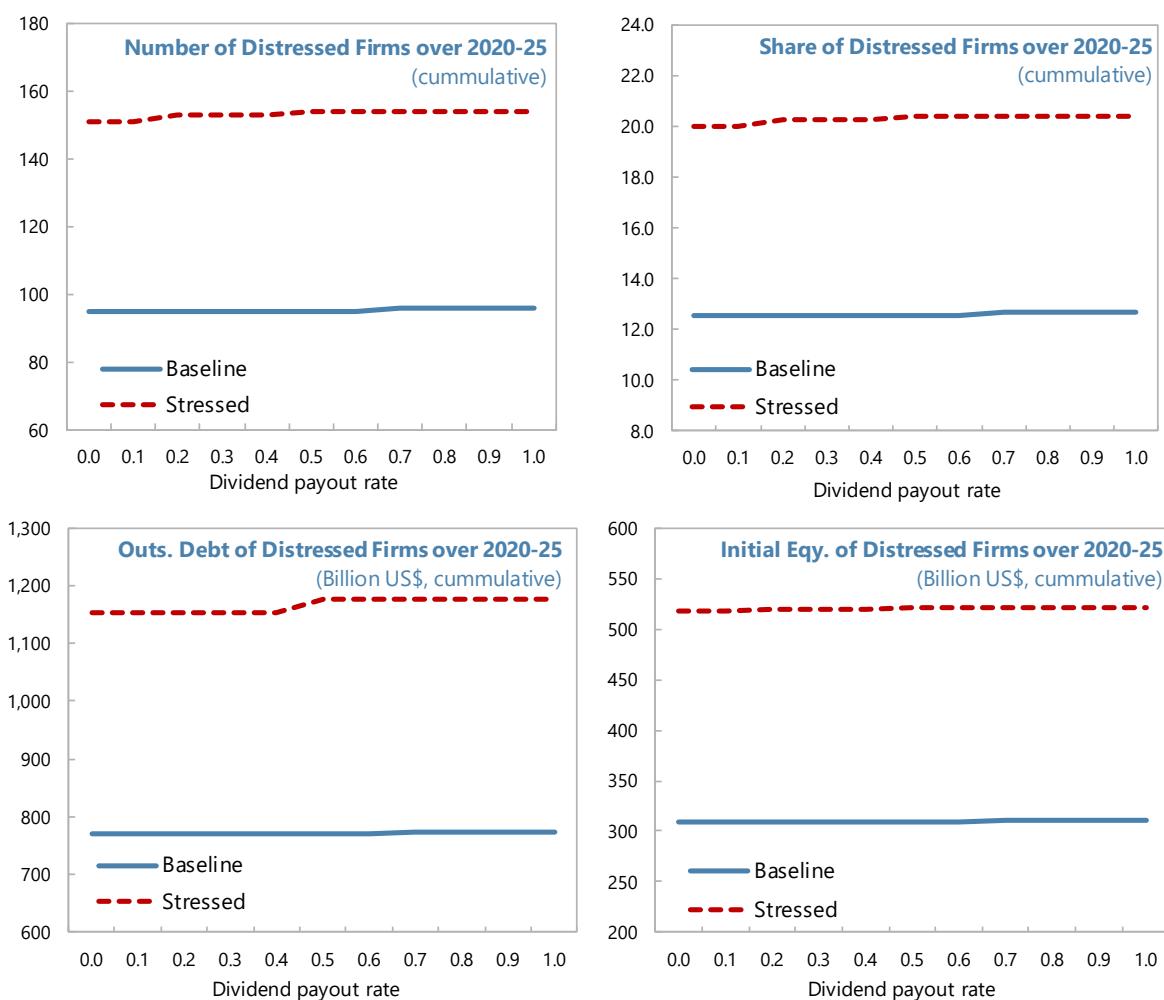 Number of Distressed Firms over 2020-25
(cummulative)
180
160
140
120
100
80
60
Baseline
Stressed
0.0 0.1 0.2 0.3 0.4 0.5 0.6 0.7 0.8 0.9 1.0
Dividend payout rate
Share of Distressed Firms over 2020-25
(cummulative)
24.0
22.0
20.0
18.0
16.0
14.0
12.0
10.0
8.0
Baseline
Stressed
0.0 0.1 0.2 0.3 0.4 0.5 0.6 0.7 0.8 0.9 1.0
Dividend payout rate
Outs. Debt of Distressed Firms over 2020-25
(Billion US$, cummulative)
1,300
1,200
1,100
1,000
900
800
700
600
Baseline
Stressed
0.0 0.1 0.2 0.3 0.4 0.5 0.6 0.7 0.8 0.9 1.0
Dividend payout rate
Initial Eqy. of Distressed Firms over 2020-25
(Billion US$, cummulative)
600
550
500
450
400
350
300
250
200
Baseline
Stressed
0.0 0.1 0.2 0.3 0.4 0.5 0.6 0.7 0.8 0.9 1.0
Dividend payout rate